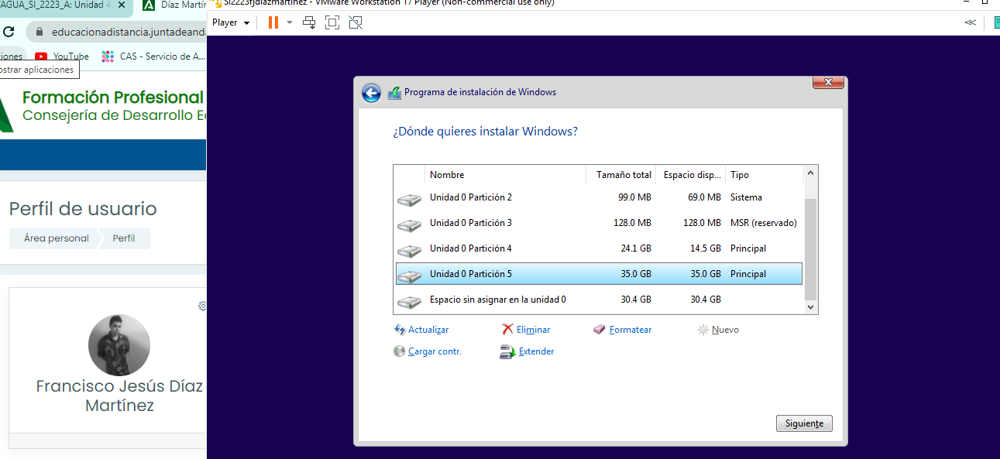 AGUA_SI_2223_A: Unidad 4
Díaz Martín
SI2223fjdiazmartinez - VMware Workstation 17 Player (Non-commercial use only)
Player
educacionadistancia.juntadeanda
iones
YouTube
CAS - Servicio de A...
ostrar aplicaciones
Formación Profesional
Consejería de Desarrollo E
Perfil de usuario
Área personal
Perfil
Francisco Jesús Díaz
Martínez
Programa de instalación de Windows
¿Dónde quieres instalar Windows?
Nombre Tamaño total Espacio disp... Tipo
Unidad 0 Partición 2 99.0 MB 69.0 MB Sistema
Unidad 0 Partición 3 128.0 MB 128.0 MB MSR (reservado)
Unidad 0 Partición 4 24.1 GB 14.5 GB Principal
Unidad 0 Partición 5 35.0 GB 35.0 GB Principal
Espacio sin asignar en la unidad 0 30.4 GB 30.4 GB
Actualizar Eliminar Formatear Nuevo
Cargar contr. Extender
Siguiente